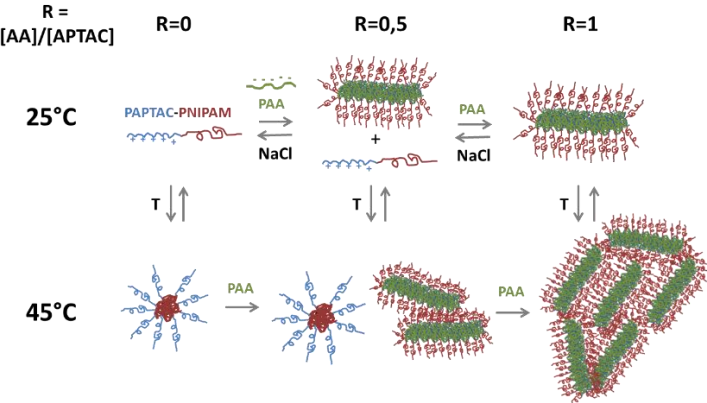 R =
[AA]/[APTAC]
R=0
R=0,5
R=1
25°C
PAPTAC-PNIPAM
+ + + + +
- - - - -
PAA
NaCl
+
+
PAA
NaCl
T
T
T
45°C
PAA
PAA